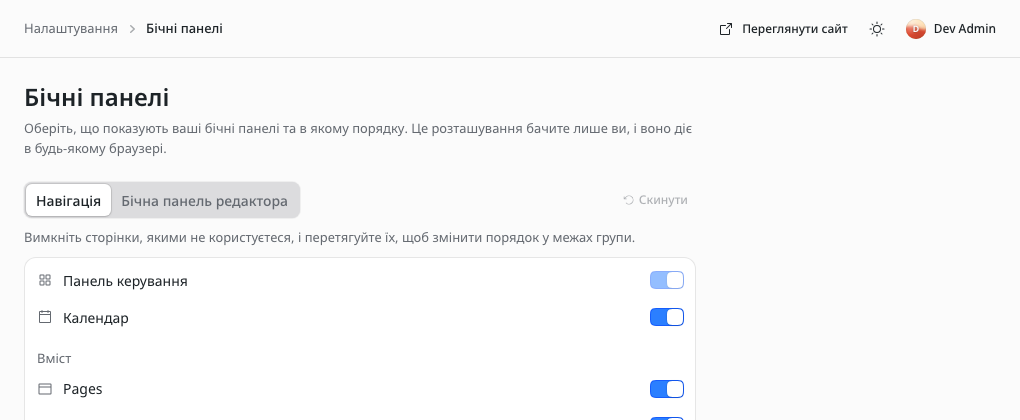 Налаштування
Бічні панелі
Переглянути сайт
D
Dev Admin
Бічні панелі
Оберіть, що показують ваші бічні панелі та в якому порядку. Це розташування бачите лише ви, і воно діє
в будь-якому браузері.
Навігація
Бічна панель редактора
Скинути
Вимкніть сторінки, якими не користуєтеся, і перетягуйте їх, щоб змінити порядок у межах групи.
Панель керування
Календар
Вміст
Pages